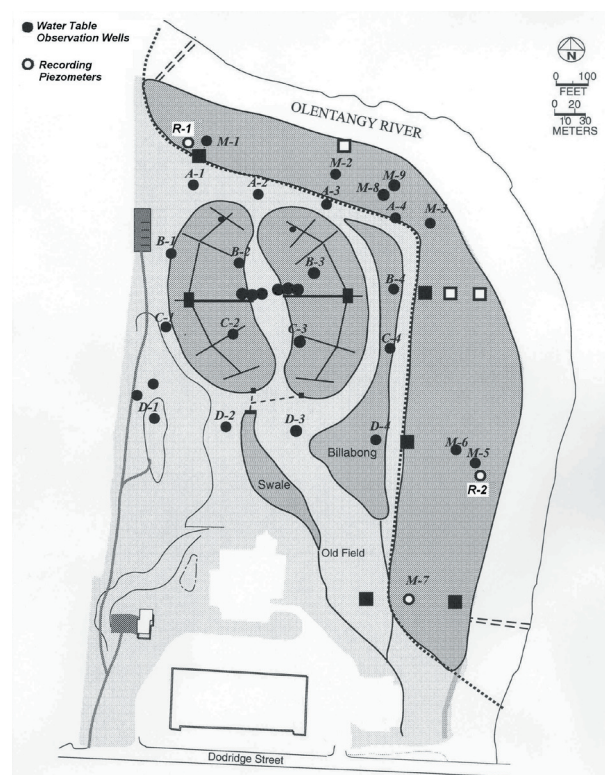 Water Table
Observation Wells
Recording
Piezometers
N
0 100
FEET
0 20
10 30
METERS
OLENTANGY RIVER
R-1
M-1
M-2
A-1
A-2
M-9
M-8
A-3
A-4
M-3
B-1
B-2
B-3
B-4
C-1
C-2
C-3
C-4
D-1
D-2
D-3
D-4
Billabong
M-6
M-5
R-2
Swale
Old Field
M-7
Dodridge Street